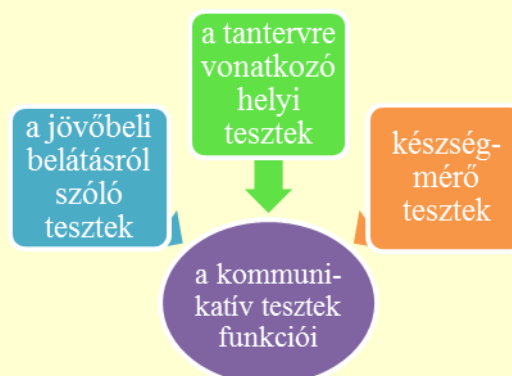 a tantervre
vonatkozó
helyi
tesztek
a jövőbeli
belátásról
szóló
tesztek
készség-
mérő
tesztek
a kommuni-
katív tesztek
funkciói